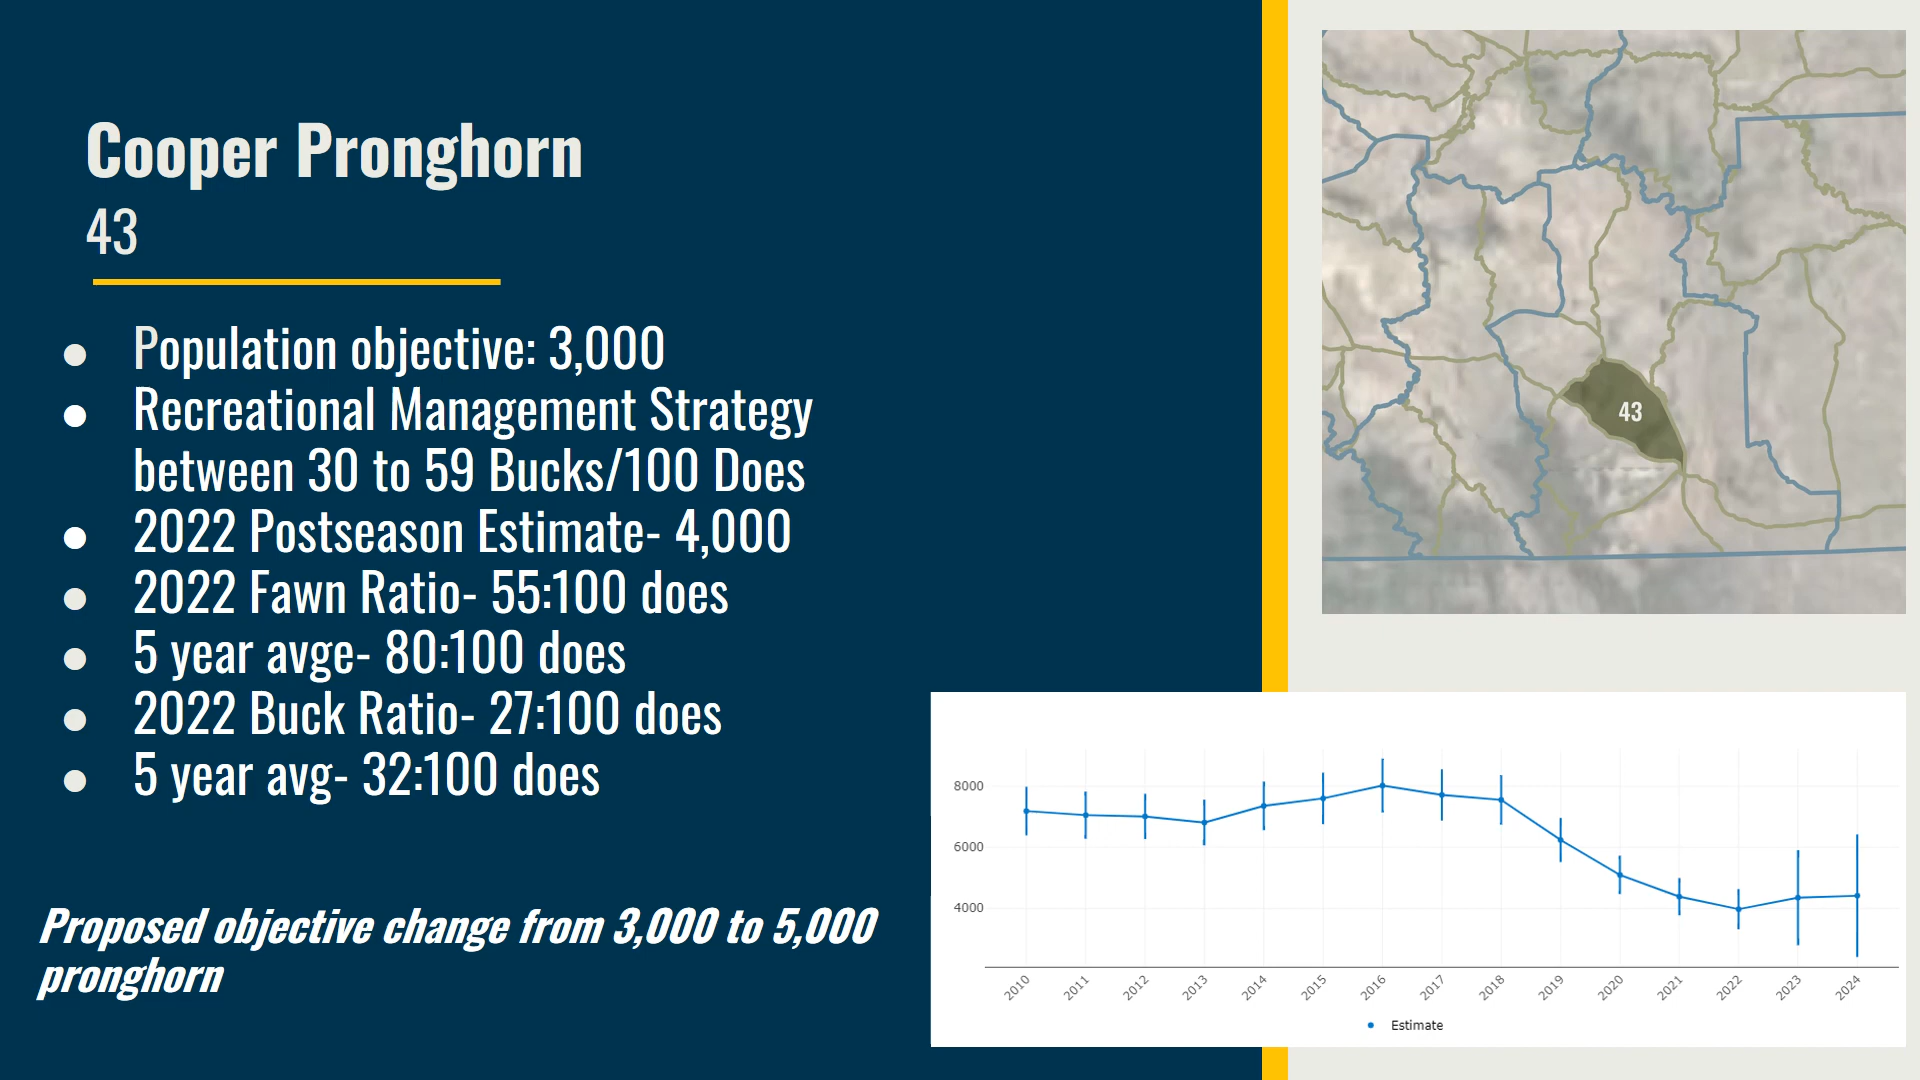 Cooper Pronghorn
43
● Population objective: 3,000
● Recreational Management Strategy
between 30 to 59 Bucks/100 Does
● 2022 Postseason Estimate- 4,000
● 2022 Fawn Ratio- 55:100 does
● 5 year avge- 80:100 does
● 2022 Buck Ratio- 27:100 does
● 5 year avg- 32:100 does
Proposed objective change from 3,000 to 5,000
pronghorn
43
8000
6000
4000
2010 2011 2012 2013 2014 2015 2016 2017 2018 2019 2020 2021 2022 2023 2024
Estimate